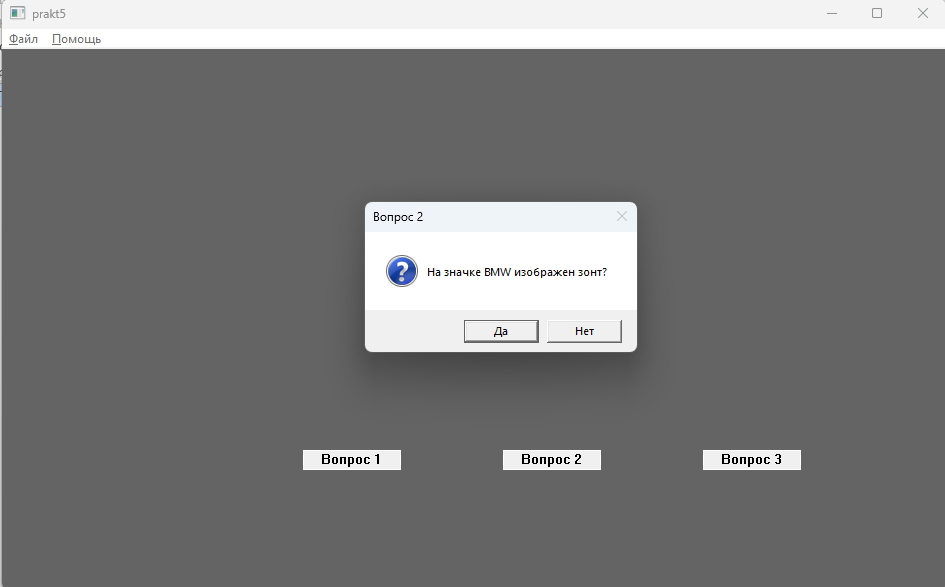 prakt5
Файл Помощь
Вопрос 2
?
На значке BMW изображен зонт?
Да Нет
Вопрос 1 Вопрос 2 Вопрос 3